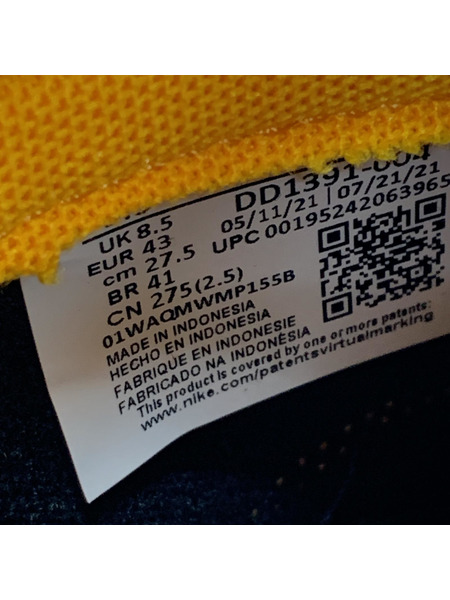 UK 8.5
EUR 43
cm 27.5
BR 41
CN 275(2.5)
01WAQMWMP155B
MADE IN INDONESIA
HECHO EN INDONESIA
FABRIQUE EN INDONESIE
FABRICADO NA INDONÉSIA
This product is covered by one or more patents:
www.nike.com/patentsvirtualmarking
DD1391-004
05/11/21 | 07/21/21
UPC 00195242063965